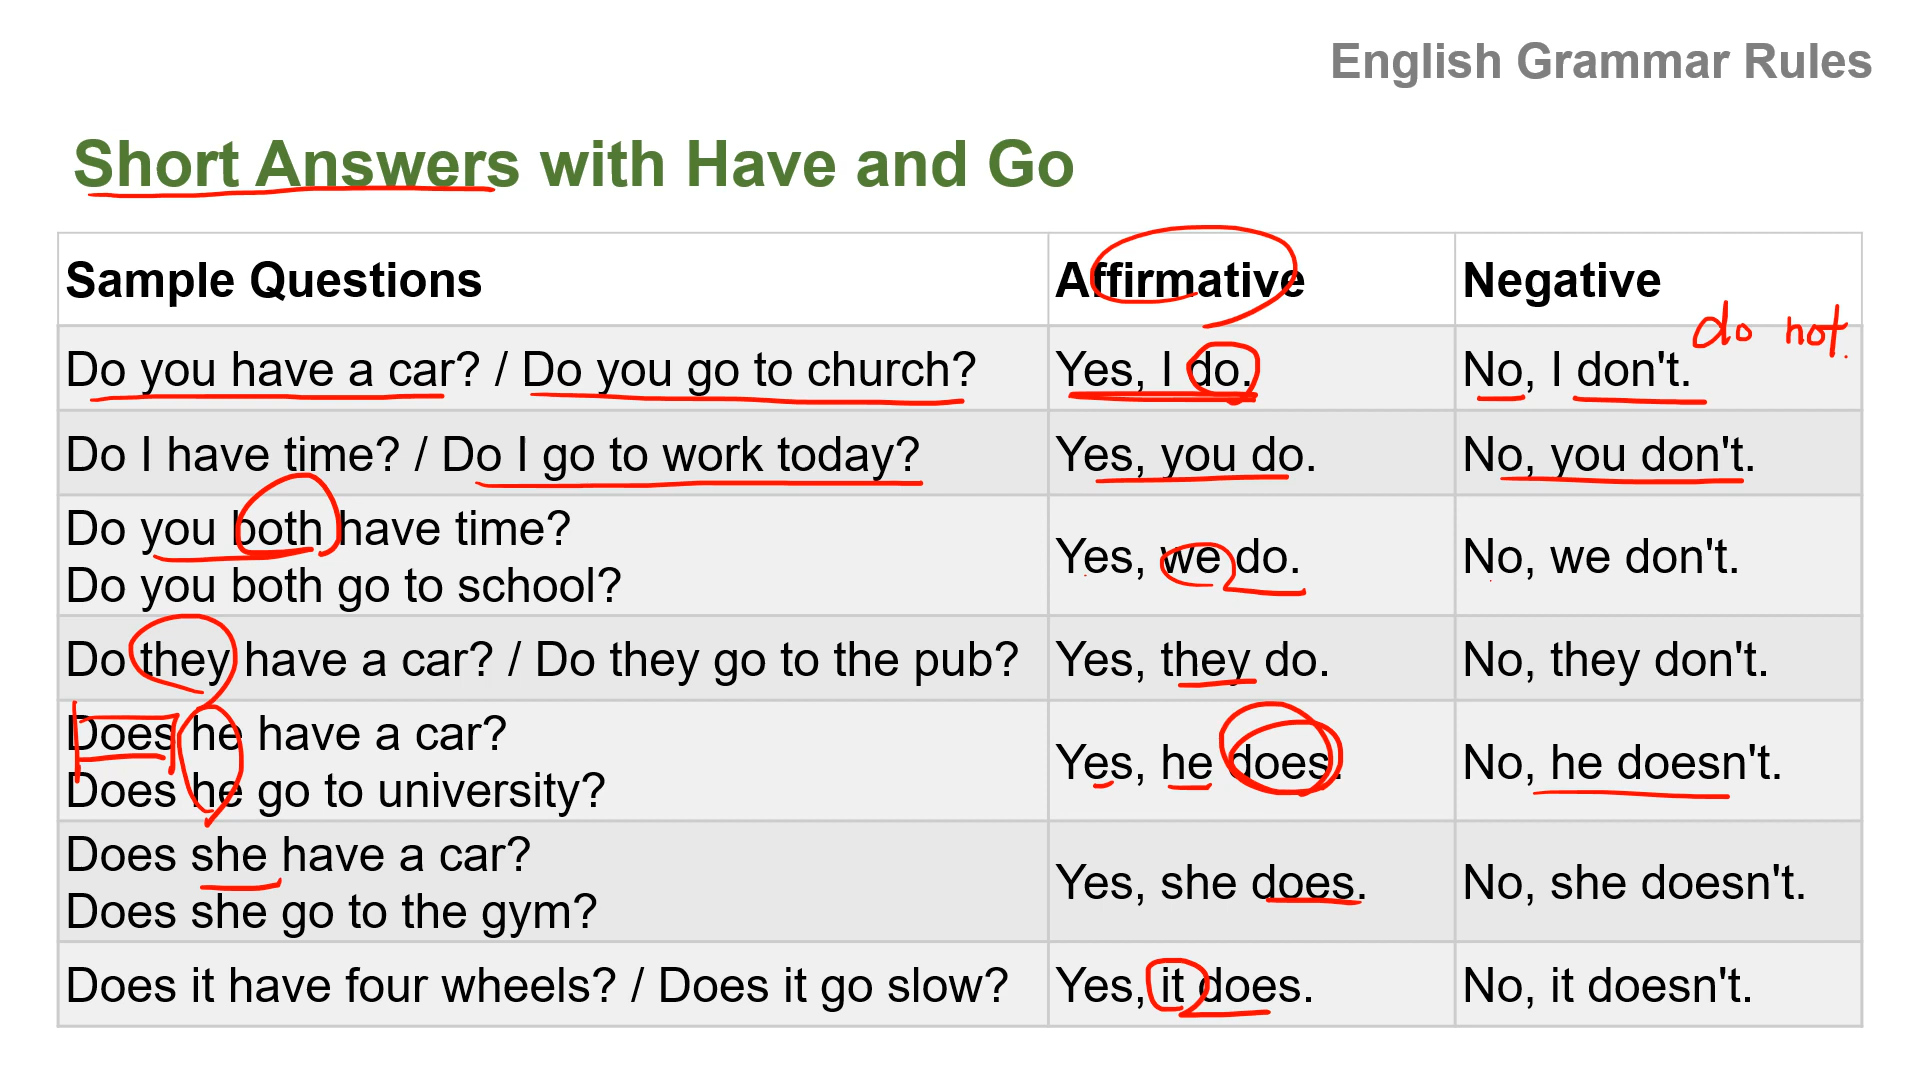 English Grammar Rules
Short Answers with Have and Go
Sample Questions
Affirmative
Negative
do not.
Do you have a car? / Do you go to church?
Yes, I do.
No, I don't.
Do I have time? / Do I go to work today?
Yes, you do.
No, you don't.
Do you both have time?
Do you both go to school?
Yes, we do.
No, we don't.
Do they have a car? / Do they go to the pub?
Yes, they do.
No, they don't.
Does he have a car?
Does he go to university?
Yes, he does.
No, he doesn't.
Does she have a car?
Does she go to the gym?
Yes, she does.
No, she doesn't.
Does it have four wheels? / Does it go slow?
Yes, it does.
No, it doesn't.